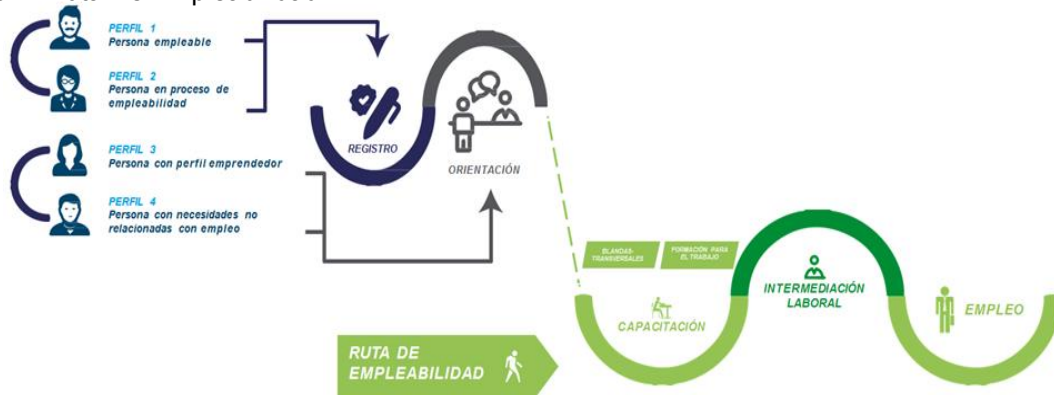 PERFIL 1
Persona empleable
PERFIL 2
Persona en proceso de
empleabilidad
PERFIL 3
Persona con perfil emprendedor
PERFIL 4
Persona con necesidades no
relacionadas con empleo
REGISTRO
ORIENTACIÓN
BLANDAS-
TRANSVERSALES
FORMACIÓN PARA
EL TRABAJO
CAPACITACIÓN
INTERMEDIACIÓN
LABORAL
EMPLEO
RUTA DE
EMPLEABILIDAD